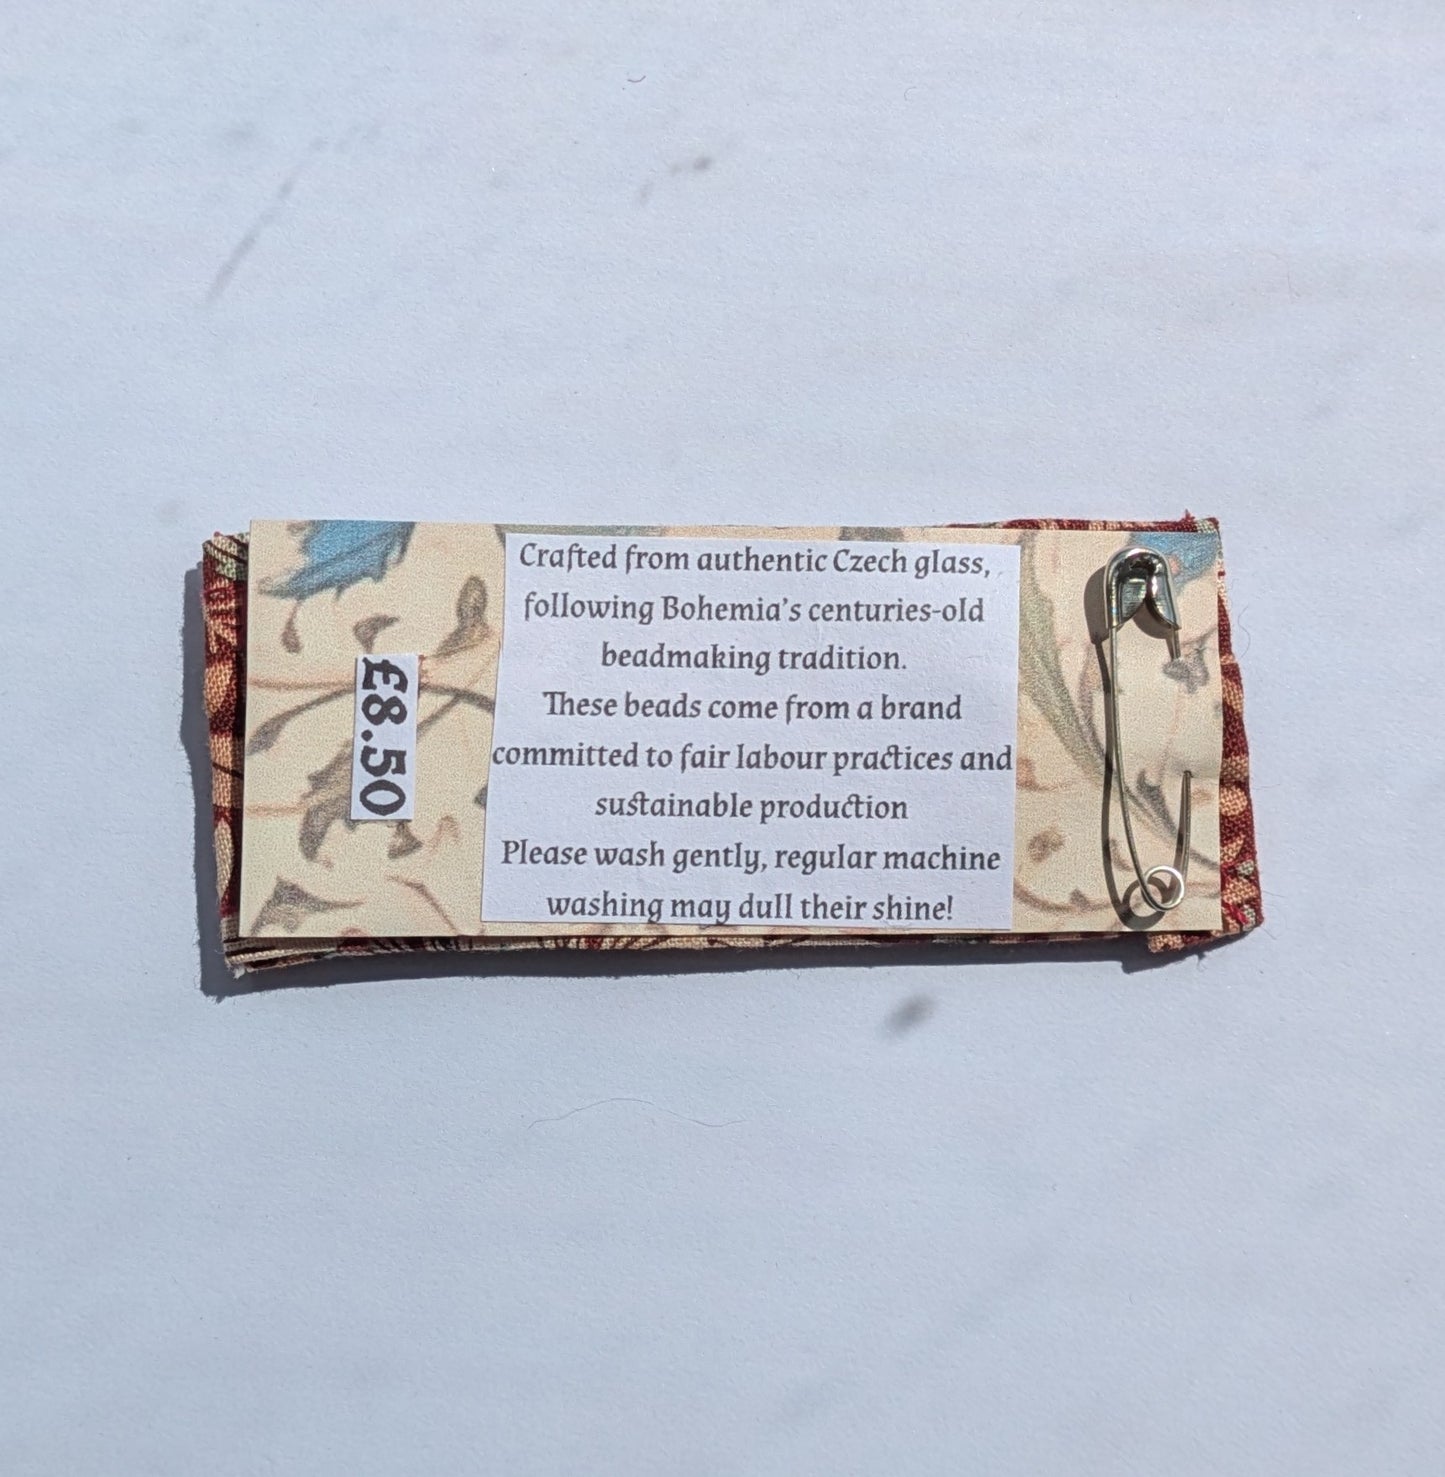 £8.50
Crafted from authentic Czech glass,
following Bohemia's centuries-old
beadmaking tradition.
These beads come from a brand
committed to fair labour practices and
sustainable production
Please wash gently, regular machine
washing may dull their shine!